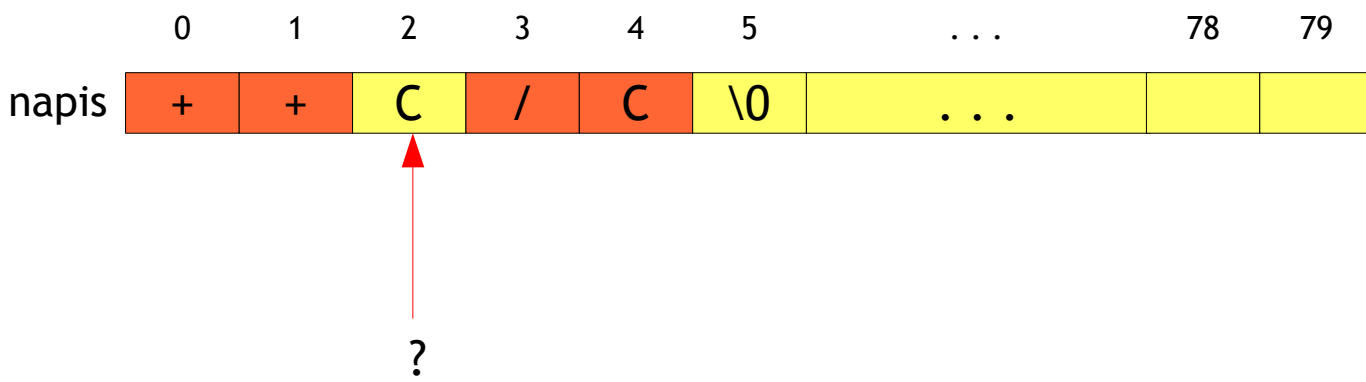 0 1 2 3 4 5 . . . 78 79
napis + + C / C \0 . . .
?